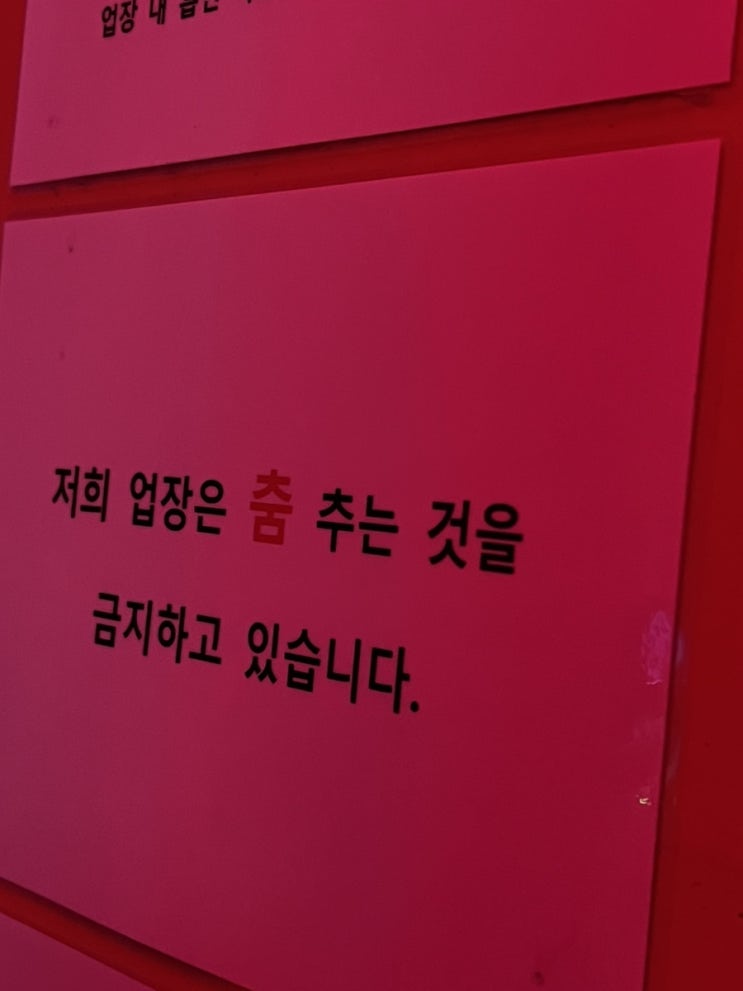 업장 내
저희 업장은 춤 추는 것을
금지하고 있습니다.